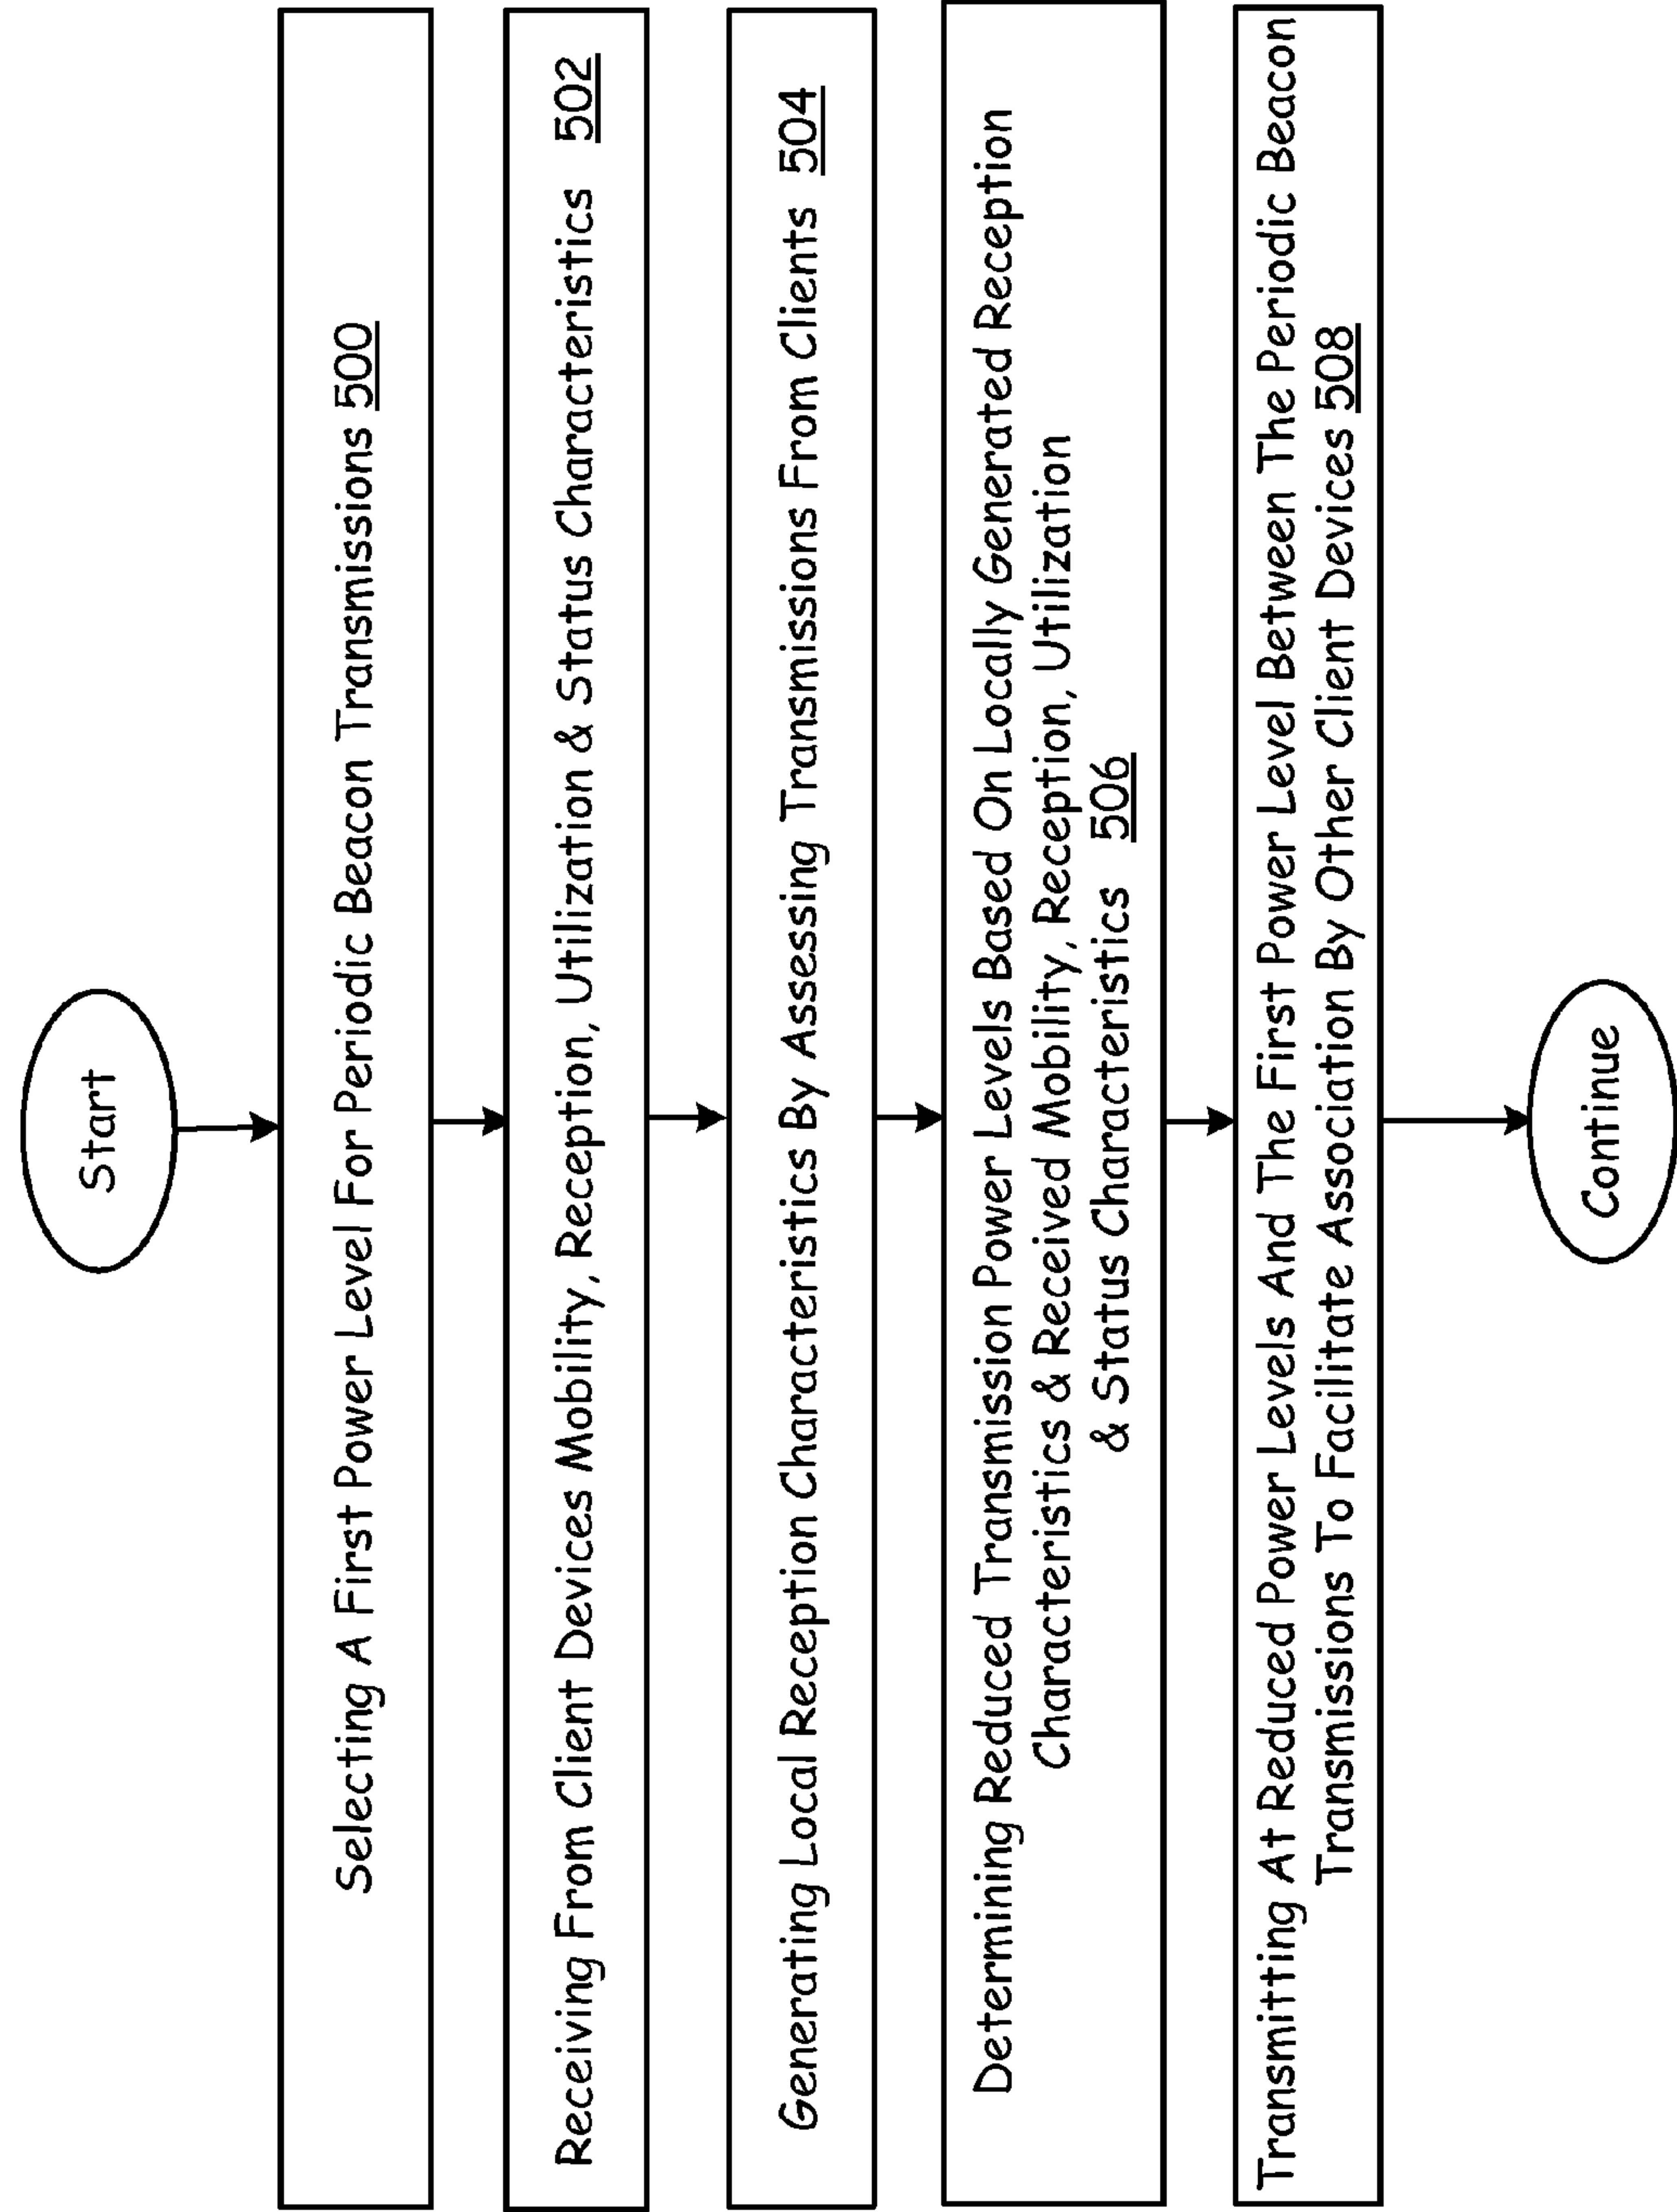 Start
Selecting A First Power Level For Periodic Beacon Transmissions 500
Receiving From Client Devices Mobility, Reception, Utilization & Status Characteristics 502
Generating Local Reception Characteristics By Assessing Transmissions From Clients 504
Determining Reduced Transmission Power Levels Based On Locally Generated Reception
Characteristics & Received Mobility, Reception, Utilization
& Status Characteristics 506
Transmitting At Reduced Power Levels And The First Power Level Between The Periodic Beacon
Transmissions To Facilitate Association By Other Client Devices 508
Continue